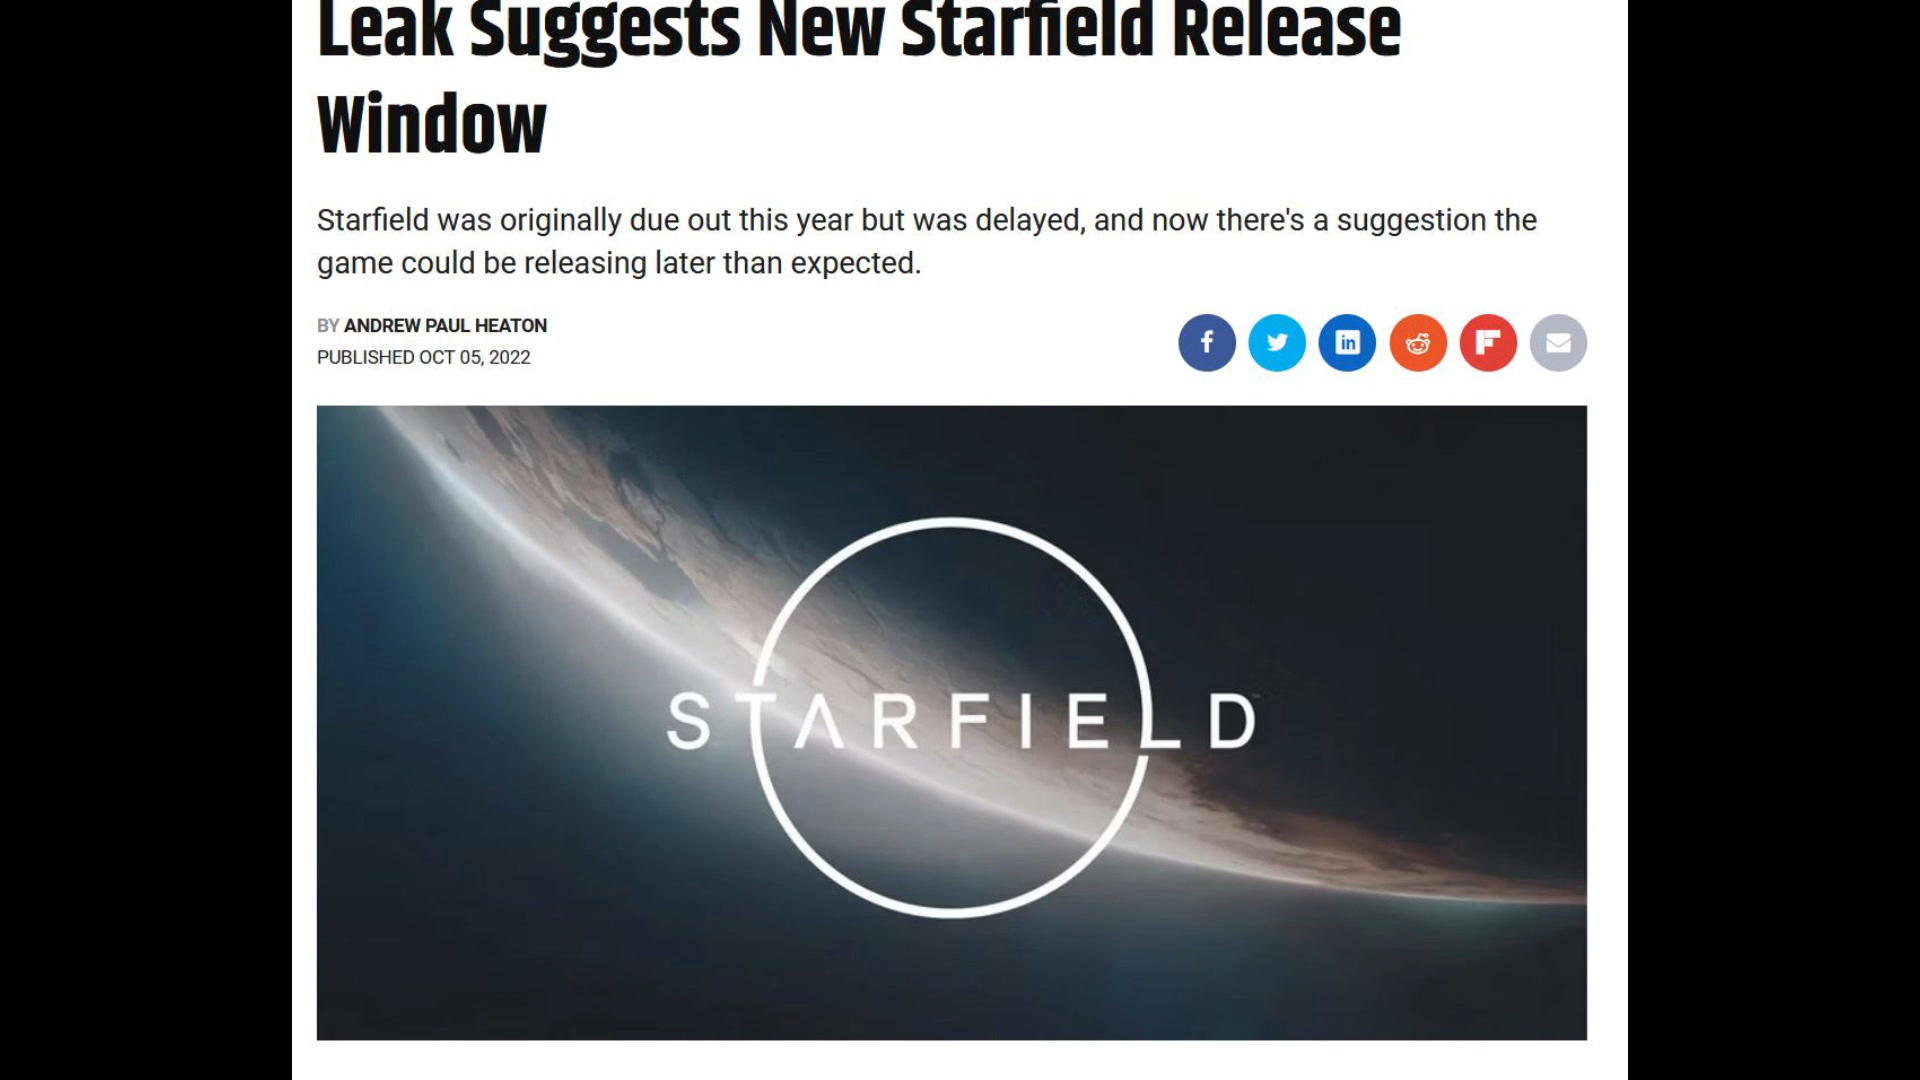 Leak Suggests New Starfield Release
Window
Starfield was originally due out this year but was delayed, and now there's a suggestion the
game could be releasing later than expected.
BY ANDREW PAUL HEATON
PUBLISHED OCT 05, 2022
f
in
STARFIELD